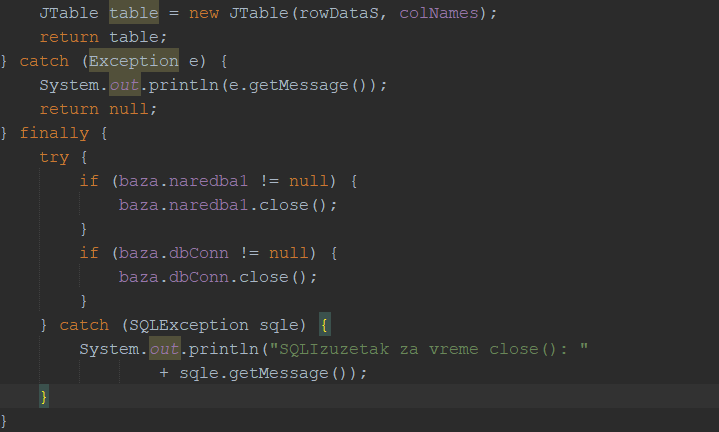 JTable table = new JTable(rowDataS, colNames);
return table;
} catch (Exception e) {
System.out.println(e.getMessage());
return null;
} finally {
try {
if (baza.naredba1 != null) {
baza.naredba1.close();
}
if (baza.dbConn != null) {
baza.dbConn.close();
}
} catch (SQLException sqle) {
System.out.println("SQLIzuzetak za vreme close(): "
+ sqle.getMessage());
}
}